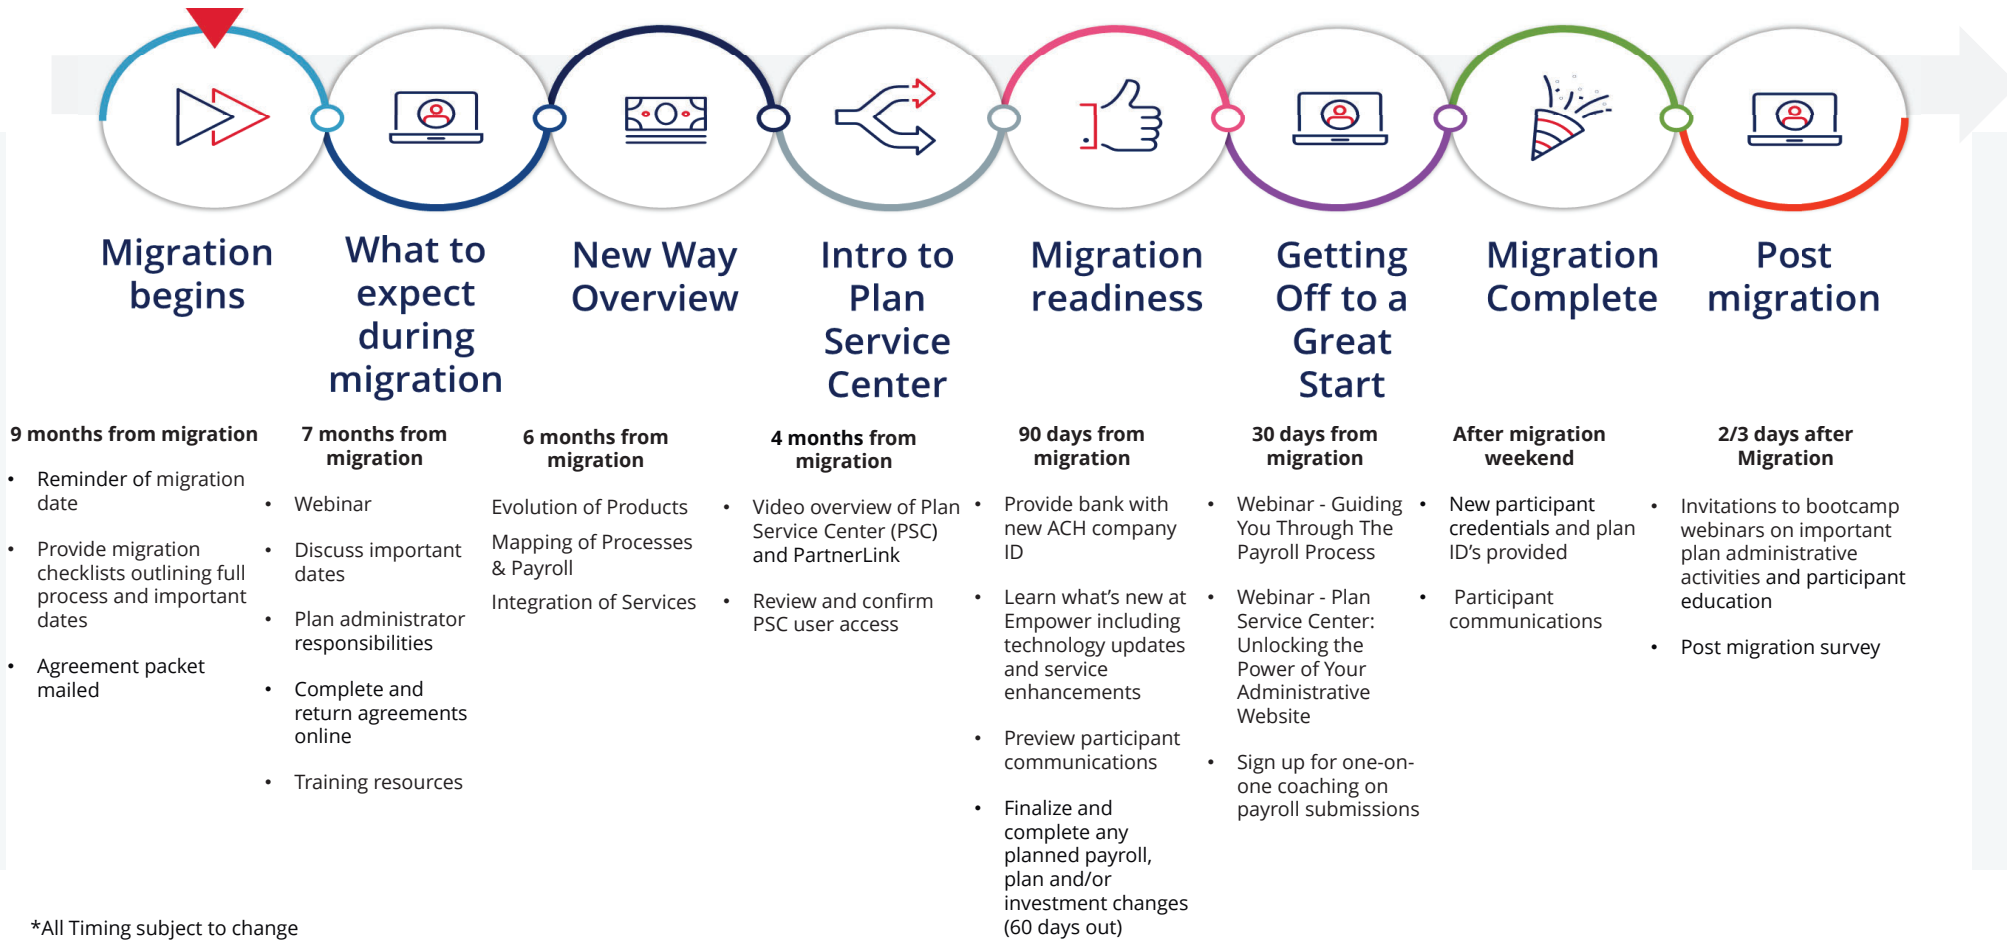 Migration
begins
What to
expect
during
migration
New Way
Overview
Intro to
Plan
Service
Center
Migration
readiness
Getting
Off to a
Great
Start
Migration
Complete
Post
migration
9 months from migration
• Reminder of migration
date
• Provide migration
checklists outlining full
process and important
dates
• Agreement packet
mailed
7 months from
migration
• Webinar
• Discuss important
dates
• Plan administrator
responsibilities
• Complete and
return agreements
online
• Training resources
6 months from
migration
Evolution of Products
Mapping of Processes
& Payroll
Integration of Services
4 months from
migration
• Video overview of Plan
Service Center (PSC)
and PartnerLink
• Review and confirm
PSC user access
90 days from
migration
• Provide bank with
new ACH company
ID
• Learn what’s new at
Empower including
technology updates
and service
enhancements
• Preview participant
communications
• Finalize and
complete any
planned payroll,
plan and/or
investment changes
(60 days out)
30 days from
migration
• Webinar - Guiding
You Through The
Payroll Process
• Webinar - Plan
Service Center:
Unlocking the
Power of Your
Administrative
Website
• Sign up for one-on-
one coaching on
payroll submissions
After migration
weekend
• New participant
credentials and plan
ID’s provided
• Participant
communications
2/3 days after
Migration
• Invitations to bootcamp
webinars on important
plan administrative
activities and participant
education
• Post migration survey
*All Timing subject to change